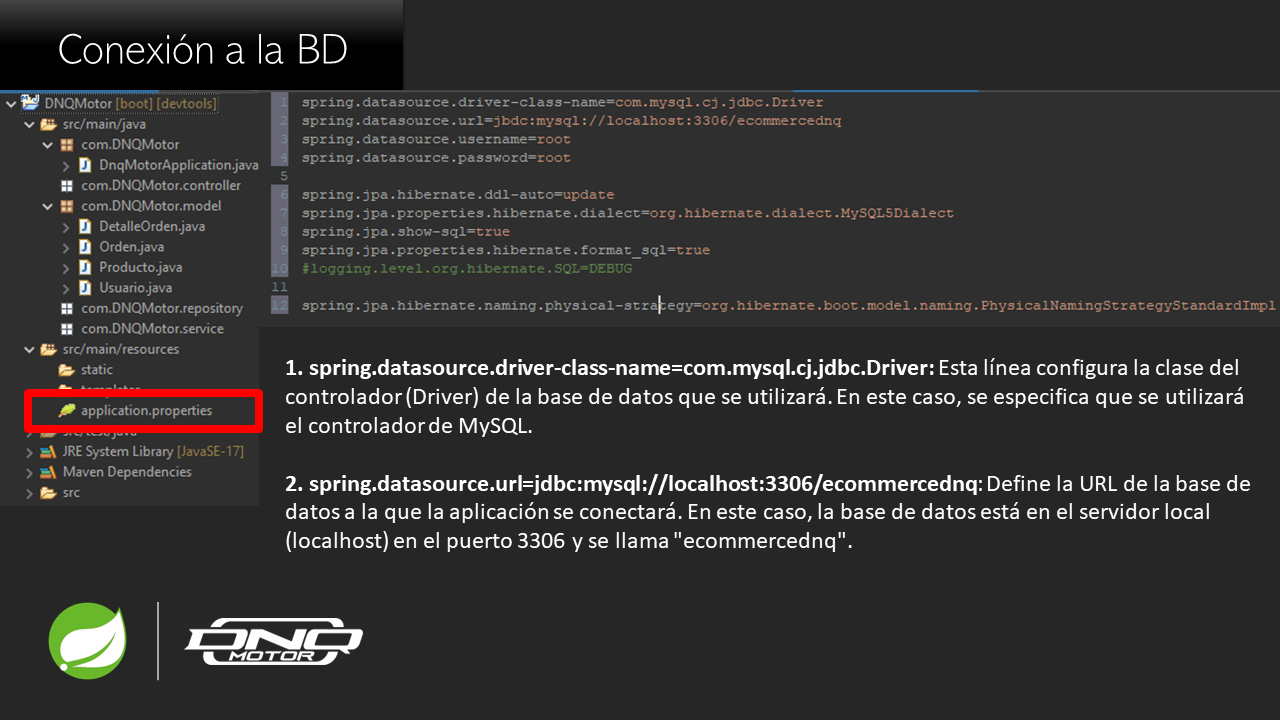 Conexión a la BD
DNQMotor [boot] [devtools]
src/main/java
com.DNQMotor
DnqMotorApplication.java
com.DNQMotor.controller
com.DNQMotor.model
DetalleOrden.java
Orden.java
Producto.java
Usuario.java
com.DNQMotor.repository
com.DNQMotor.service
src/main/resources
static
templates
application.properties
src/test/java
JRE System Library [JavaSE-17]
Maven Dependencies
src
1 spring.datasource.driver-class-name=com.mysql.cj.jdbc.Driver
2 spring.datasource.url=jbdc:mysql://localhost:3306/ecommercednq
3 spring.datasource.username=root
4 spring.datasource.password=root
5
6 spring.jpa.hibernate.ddl-auto=update
7 spring.jpa.properties.hibernate.dialect=org.hibernate.dialect.MySQL5Dialect
8 spring.jpa.show-sql=true
9 spring.jpa.properties.hibernate.format_sql=true
10 #logging.level.org.hibernate.SQL=DEBUG
11
12 spring.jpa.hibernate.naming.physical-strategy=org.hibernate.boot.model.naming.PhysicalNamingStrategyStandardImpl
1. spring.datasource.driver-class-name=com.mysql.cj.jdbc.Driver: Esta línea configura la clase del
controlador (Driver) de la base de datos que se utilizará. En este caso, se especifica que se utilizará
el controlador de MySQL.
2. spring.datasource.url=jdbc:mysql://localhost:3306/ecommercednq: Define la URL de la base de
datos a la que la aplicación se conectará. En este caso, la base de datos está en el servidor local
(localhost) en el puerto 3306 y se llama "ecommercednq".
DNQ
MOTOR